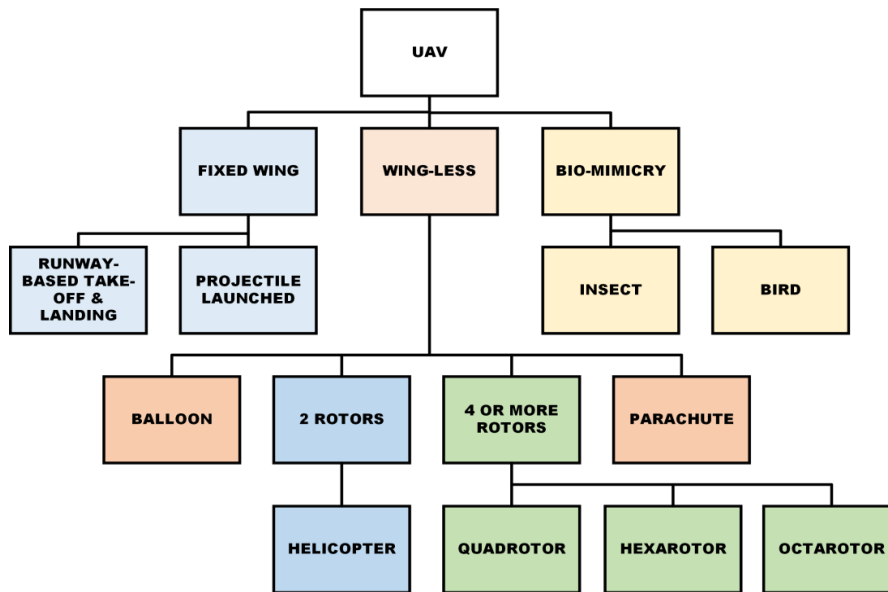 UAV
FIXED WING
WING-LESS
BIO-MIMICRY
RUNWAY-
BASED TAKE-
OFF &
LANDING
PROJECTILE
LAUNCHED
INSECT
BIRD
BALLOON
2 ROTORS
4 OR MORE
ROTORS
PARACHUTE
HELICOPTER
QUADROTOR
HEXAROTOR
OCTAROTOR